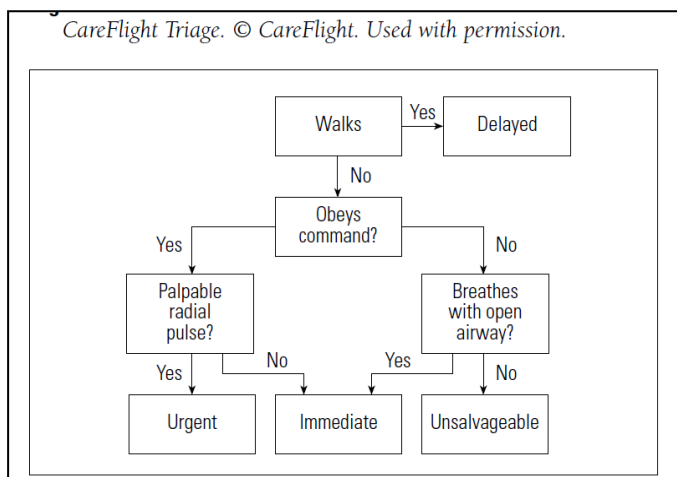 CareFlight Triage. © CareFlight. Used with permission.
Walks
Yes
Delayed
No
Obeys
command?
Yes
No
Palpable
radial
pulse?
Breathes
with open
airway?
Yes
No
Yes
No
Urgent
Immediate
Unsalvageable